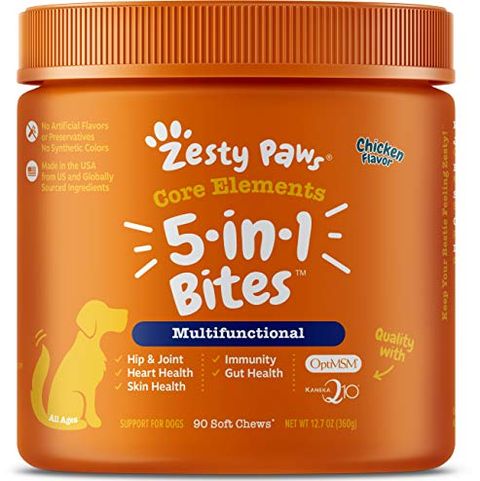 No Artificial Flavors
or Preservatives
No Synthetic Colors
Made in the USA
from US and Globally
Sourced Ingredients
Zesty Paws®
Chicken
Flavor
Core Elements
5-in-1
Bites™
Multifunctional
✓ Hip & Joint
✓ Heart Health
✓ Skin Health
✓ Immunity
✓ Gut Health
Quality
with
OptiMSM®
KANEKA Q10®
All Ages
SUPPORT FOR DOGS 90 Soft Chews* NET WT 12.7 OZ (360g)
Keep Your Bestie Feeling Zesty!